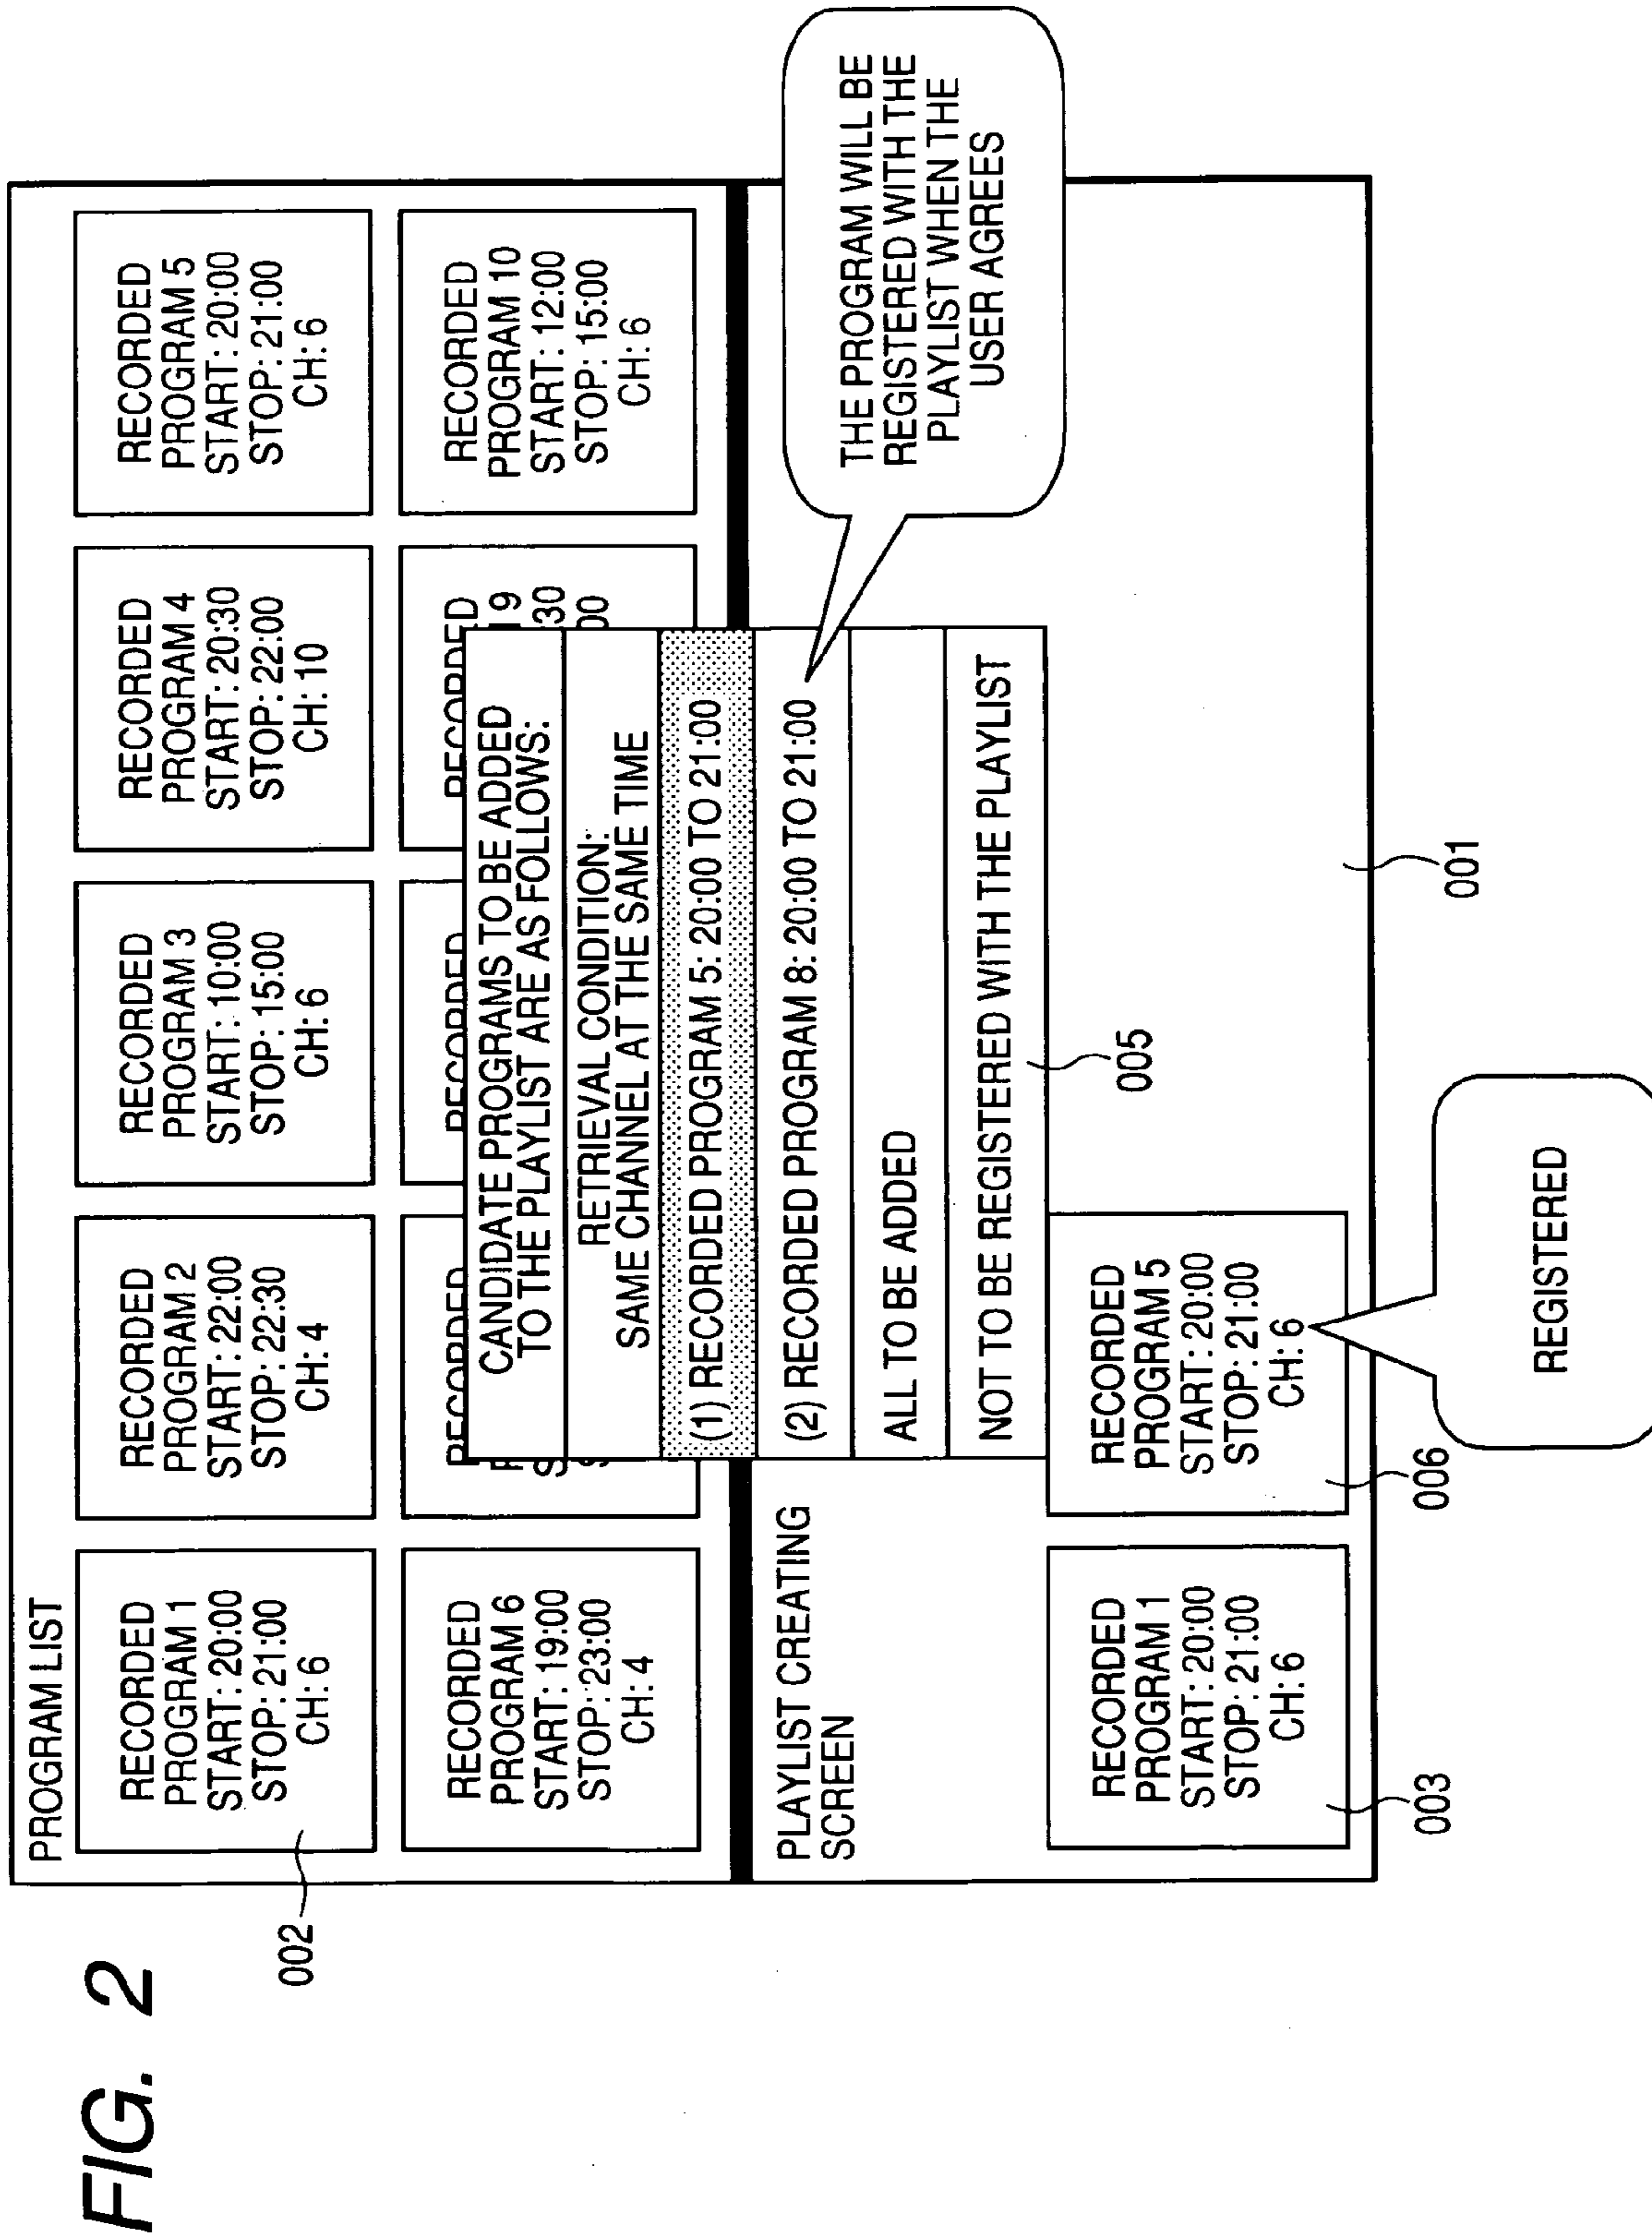 FIG. 2
PROGRAM LIST
RECORDED
PROGRAM 1
START: 20:00
STOP: 21:00
CH: 6
RECORDED
PROGRAM 2
START: 22:00
STOP: 22:30
CH: 4
RECORDED
PROGRAM 3
START: 10:00
STOP: 15:00
CH: 6
RECORDED
PROGRAM 4
START: 20:30
STOP: 22:00
CH: 10
RECORDED
PROGRAM 5
START: 20:00
STOP: 21:00
CH: 6
002
RECORDED
PROGRAM 6
START: 19:00
STOP: 23:00
CH: 4
RECORDED
RECORDED
RECORDED
9
30
00
RECORDED
PROGRAM 10
START: 12:00
STOP: 15:00
CH: 6
CANDIDATE PROGRAMS TO BE ADDED
TO THE PLAYLIST ARE AS FOLLOWS:
RETRIEVAL CONDITION:
SAME CHANNEL AT THE SAME TIME
(1) RECORDED PROGRAM 5: 20:00 TO 21:00
(2) RECORDED PROGRAM 8: 20:00 TO 21:00
ALL TO BE ADDED
NOT TO BE REGISTERED WITH THE PLAYLIST
005
THE PROGRAM WILL BE
REGISTERED WITH THE
PLAYLIST WHEN THE
USER AGREES
PLAYLIST CREATING
SCREEN
RECORDED
PROGRAM 1
START: 20:00
STOP: 21:00
CH: 6
003
RECORDED
PROGRAM 5
START: 20:00
STOP: 21:00
CH: 6
006
001
REGISTERED